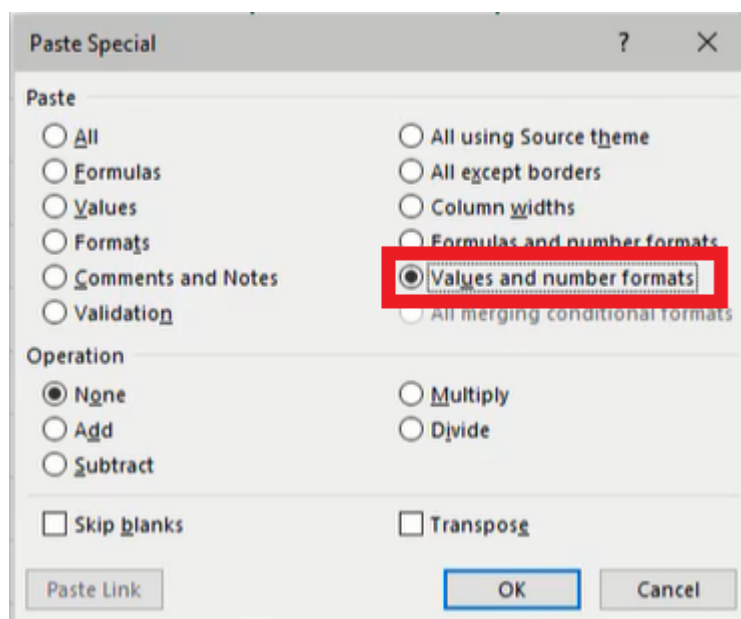 Paste Special ?
Paste
All
All using Source theme
Formulas
All except borders
Values
Column widths
Formats
Formulas and number formats
Comments and Notes
Values and number formats
Validation
All merging conditional formats
Operation
None
Multiply
Add
Divide
Subtract
Skip blanks
Transpose
Paste Link
OK
Cancel